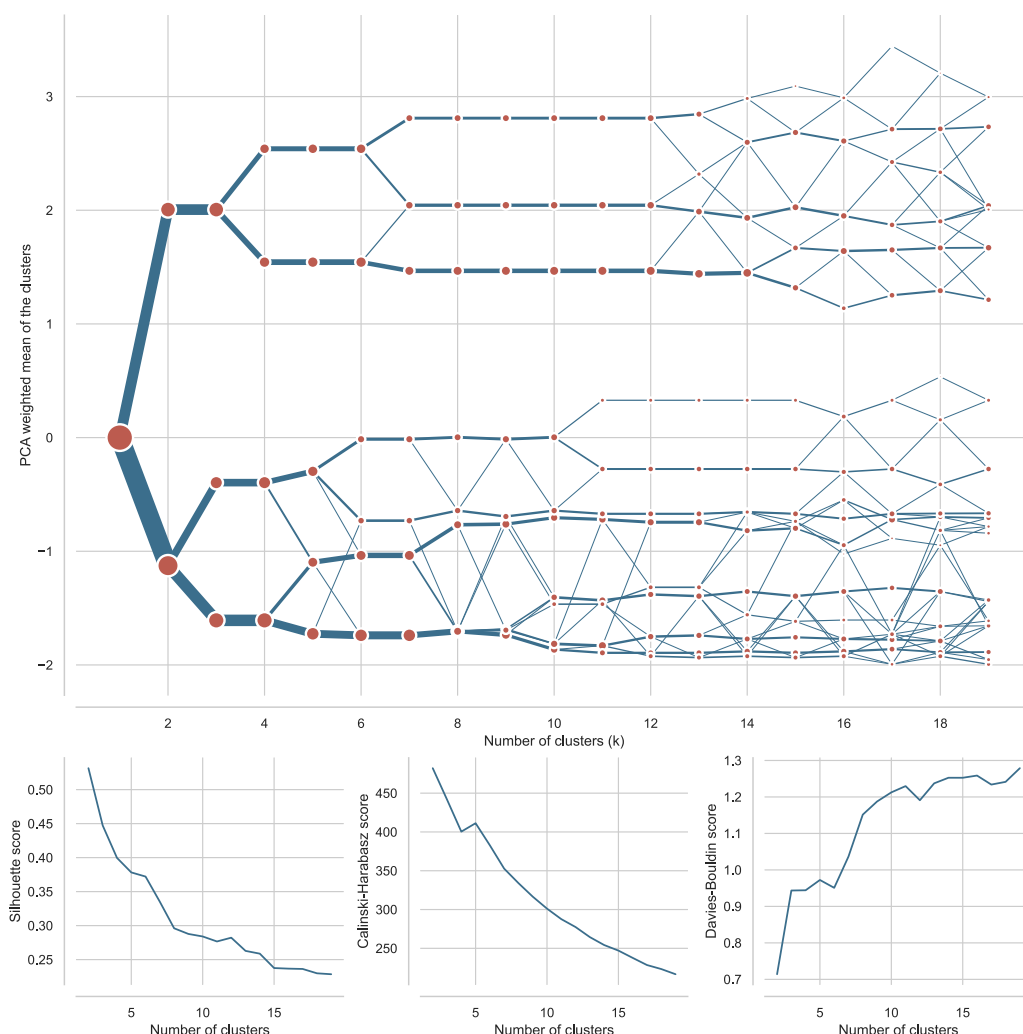 PCA weighted mean of the clusters
3
2
1
0
−1
−2
2 4 6 8 10 12 14 16 18
Number of clusters (k)
Silhouette score
0.50
0.45
0.40
0.35
0.30
0.25
5 10 15
Number of clusters
Calinski-Harabasz score
450
400
350
300
250
5 10 15
Number of clusters
Davies-Bouldin score
1.3
1.2
1.1
1.0
0.9
0.8
0.7
5 10 15
Number of clusters